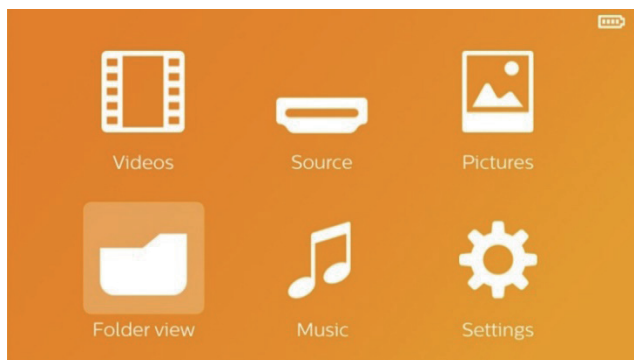 Videos
Source
Pictures
Folder view
Music
Settings